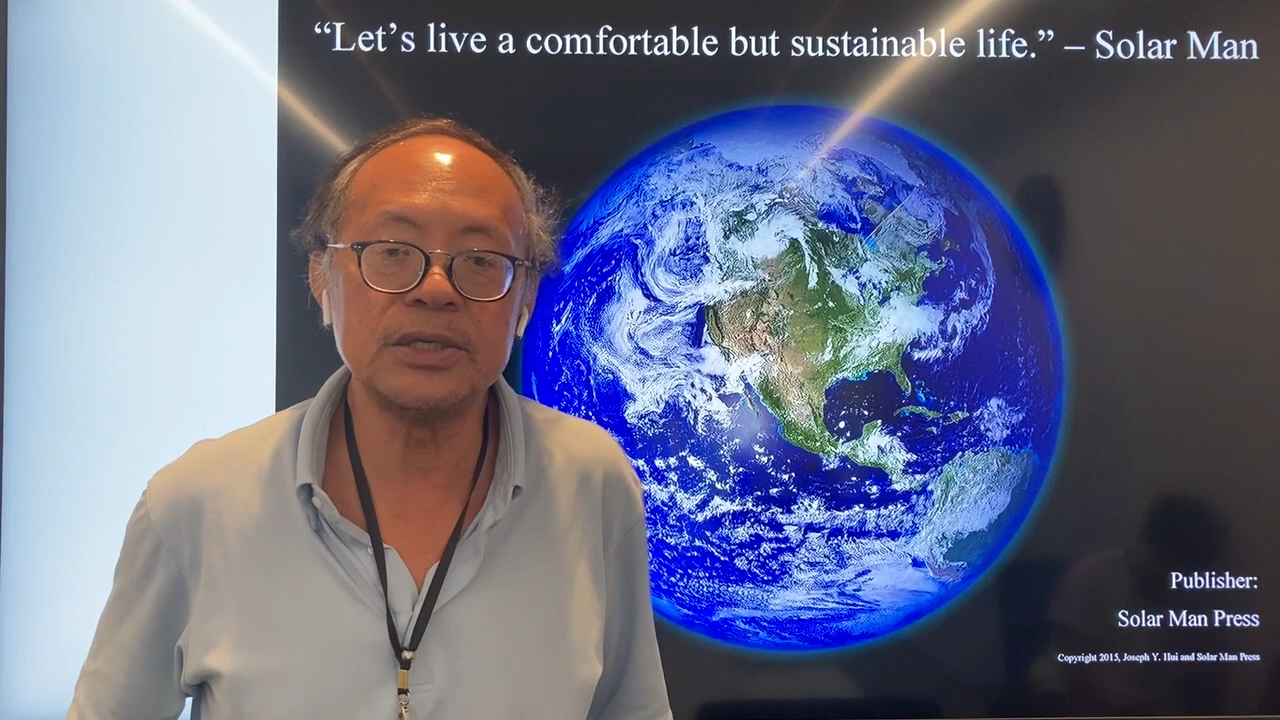 “Let’s live a comfortable but sustainable life.” – Solar Man
Publisher:
Solar Man Press
Copyright 2015, Joseph Y. Hui and Solar Man Press